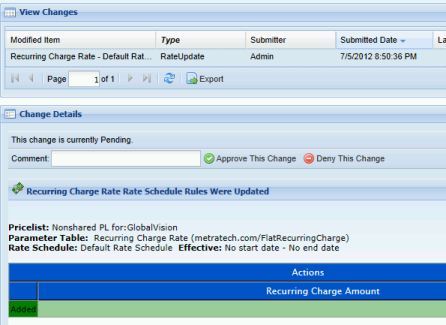 View Changes
Modified Item Type Submitter Submitted Date La
Recurring Charge Rate - Default Rat... RateUpdate Admin 7/5/2012 8:50:36 PM
Page 1 of 1 Export
Change Details
This change is currently Pending.
Comment: Approve This Change Deny This Change
Recurring Charge Rate Rate Schedule Rules Were Updated
Pricelist: Nonshared PL for:GlobalVision
Parameter Table: Recurring Charge Rate (metratech.com/FlatRecurringCharge)
Rate Schedule: Default Rate Schedule Effective: No start date - No end date
Actions
Recurring Charge Amount
Added